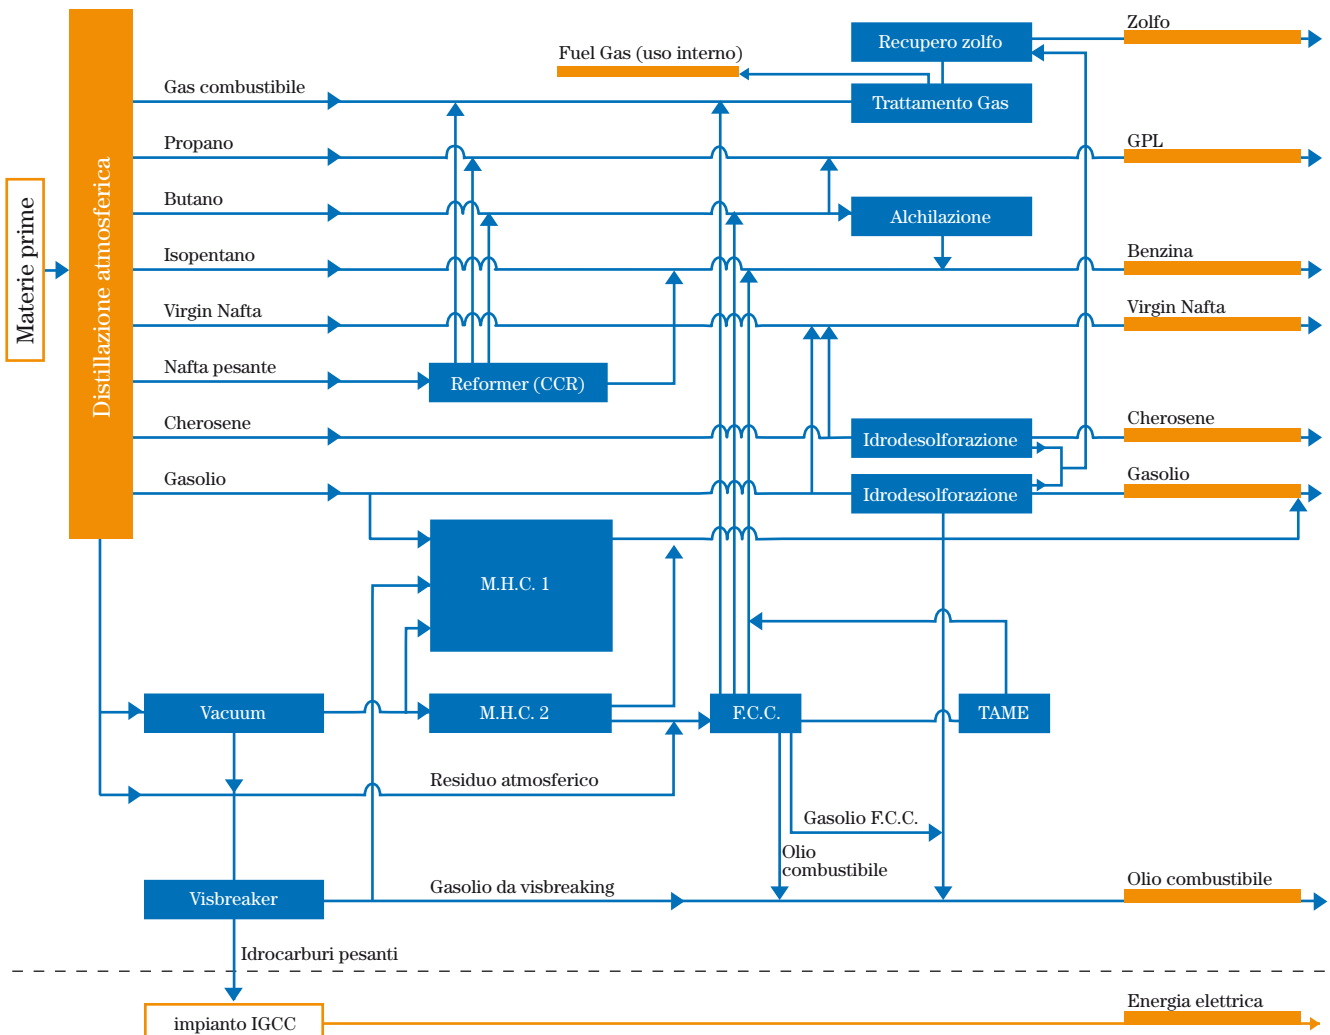 Zolfo
Recupero zolfo
Fuel Gas (uso interno)
Gas combustibile
Trattamento Gas
Propano
GPL
Materie prime
Distillazione atmosferica
Butano
Alchilazione
Isopentano
Benzina
Virgin Nafta
Virgin Nafta
Nafta pesante
Reformer (CCR)
Cherosene
Idrodesolforazione
Cherosene
Gasolio
Idrodesolforazione
Gasolio
M.H.C. 1
Vacuum
M.H.C. 2
F.C.C.
TAME
Residuo atmosferico
Gasolio F.C.C.
Olio
combustibile
Visbreaker
Gasolio da visbreaking
Olio combustibile
Idrocarburi pesanti
impianto IGCC
Energia elettrica